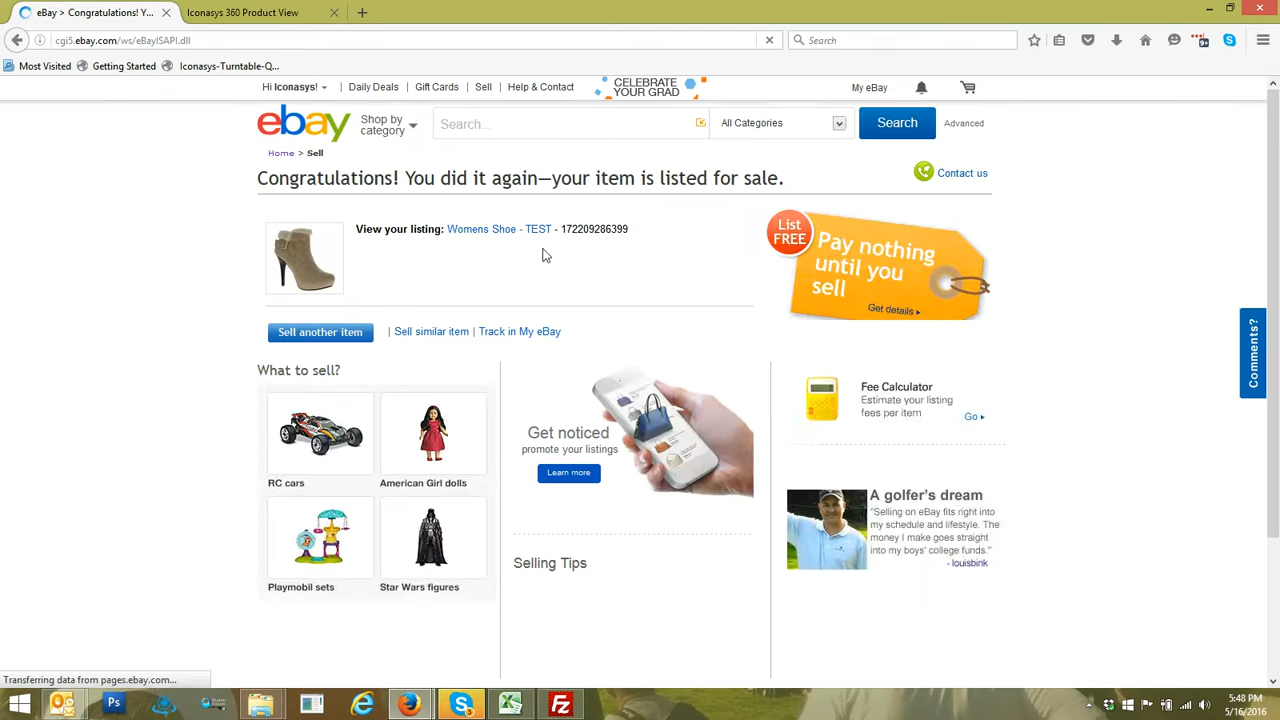 eBay > Congratulations! Y...
Iconasys 360 Product View
cgi5.ebay.com/ws/eBayISAPI.dll
Search
Most Visited
Getting Started
Iconasys-Turntable-Q...
Hi Iconasys!
Daily Deals
Gift Cards
Sell
Help & Contact
CELEBRATE
YOUR GRAD
My eBay
ebay
Shop by
category
Search...
All Categories
Search
Advanced
Home > Sell
Congratulations! You did it again—your item is listed for sale.
Contact us
View your listing: Womens Shoe - TEST - 172209286399
List
FREE
Pay nothing
until you
sell
Get details
Sell another item
Sell similar item
Track in My eBay
What to sell?
RC cars
American Girl dolls
Playmobil sets
Star Wars figures
Get noticed
promote your listings
Learn more
Selling Tips
Fee Calculator
Estimate your listing
fees per item
Go
A golfer's dream
"Selling on eBay fits right into
my schedule and lifestyle. The
money I make goes straight
into my boys' college funds."
- louisbink
Comments?
Transferring data from pages.ebay.com...
Ps
5:48 PM
5/16/2016